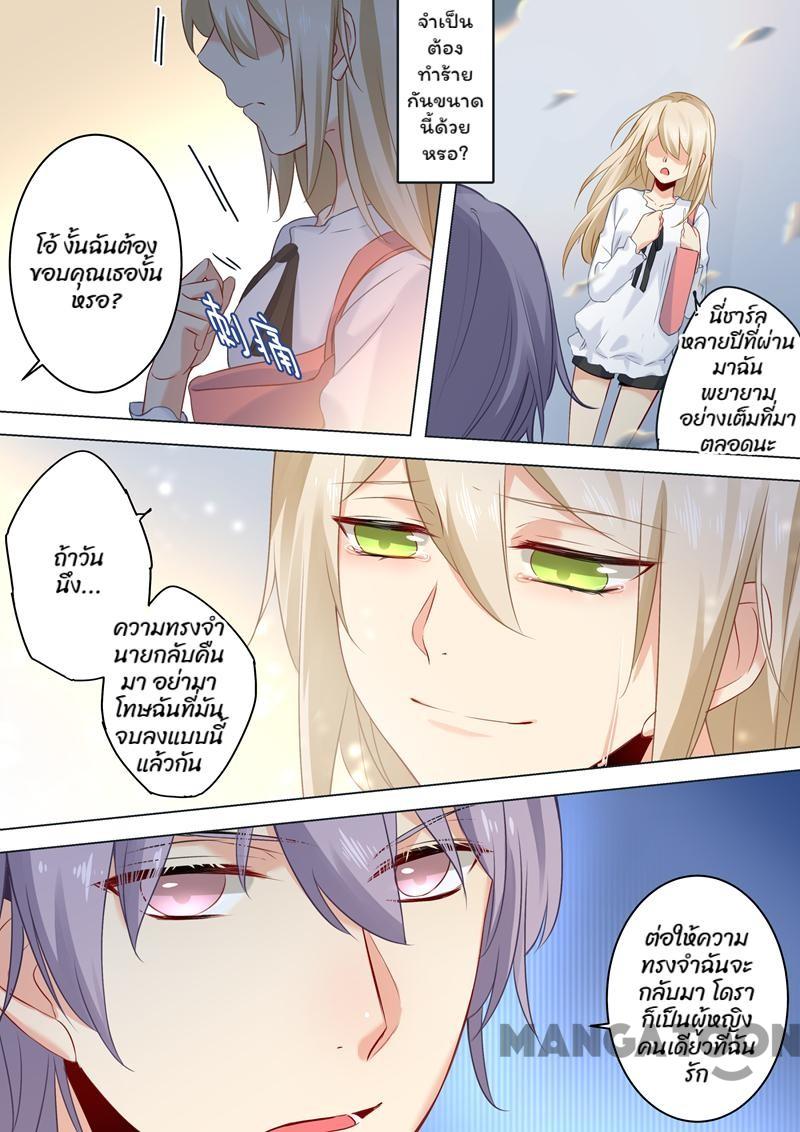 จำเป็น
ต้อง
ทำร้าย
กันขนาด
นี้ด้วย
หรอ?
โอ้ งั้นฉันต้อง
ขอบคุณเธองั้น
หรอ?
刺痛
นี่ชาร์ล
หลายปีที่ผ่าน
มาฉัน
พยายาม
อย่างเต็มที่มา
ตลอดนะ
ถ้าวัน
นึง...
ความทรงจำ
นายกลับคืน
มา อย่ามา
โทษฉันที่มัน
จบลงแบบนี้
แล้วกัน
ต่อให้ความ
ทรงจำฉันจะ
กลับมา โดรา
ก็เป็นผู้หญิง
คนเดียวที่ฉัน
รัก
MANGATOON